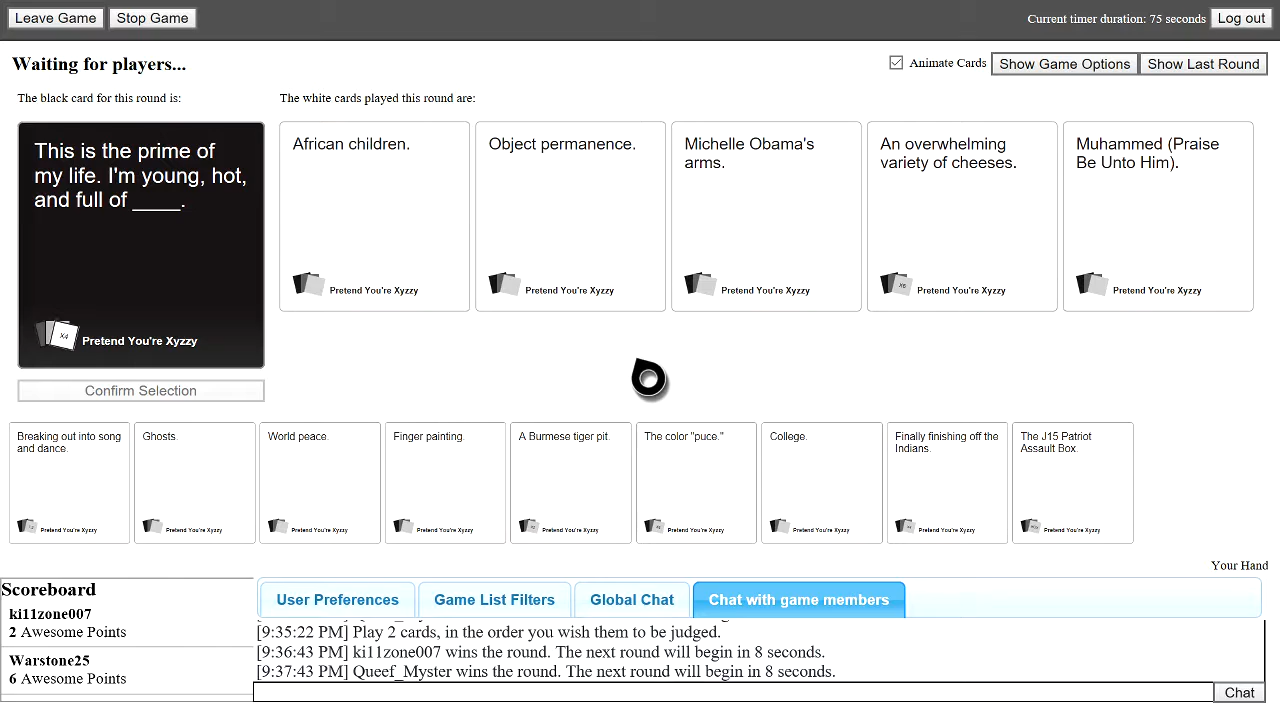 Leave Game
Stop Game
Current timer duration: 75 seconds
Log out
Waiting for players...
Animate Cards
Show Game Options
Show Last Round
The black card for this round is:
The white cards played this round are:
This is the prime of
my life. I'm young, hot,
and full of ____.
X4
Pretend You're Xyzzy
Confirm Selection
African children.
Pretend You're Xyzzy
Object permanence.
Pretend You're Xyzzy
Michelle Obama's
arms.
Pretend You're Xyzzy
An overwhelming
variety of cheeses.
Pretend You're Xyzzy
Muhammed (Praise
Be Unto Him).
Pretend You're Xyzzy
Breaking out into song
and dance.
Pretend You're Xyzzy
Ghosts.
Pretend You're Xyzzy
World peace.
Pretend You're Xyzzy
Finger painting.
Pretend You're Xyzzy
A Burmese tiger pit.
Pretend You're Xyzzy
The color "puce."
Pretend You're Xyzzy
College.
Pretend You're Xyzzy
Finally finishing off the
Indians.
Pretend You're Xyzzy
The J15 Patriot
Assault Box.
Pretend You're Xyzzy
Your Hand
Scoreboard
ki11zone007
2 Awesome Points
Warstone25
6 Awesome Points
User Preferences
Game List Filters
Global Chat
Chat with game members
[9:35:22 PM] Play 2 cards, in the order you wish them to be judged.
[9:36:43 PM] ki11zone007 wins the round. The next round will begin in 8 seconds.
[9:37:43 PM] Queef_Myster wins the round. The next round will begin in 8 seconds.
Chat